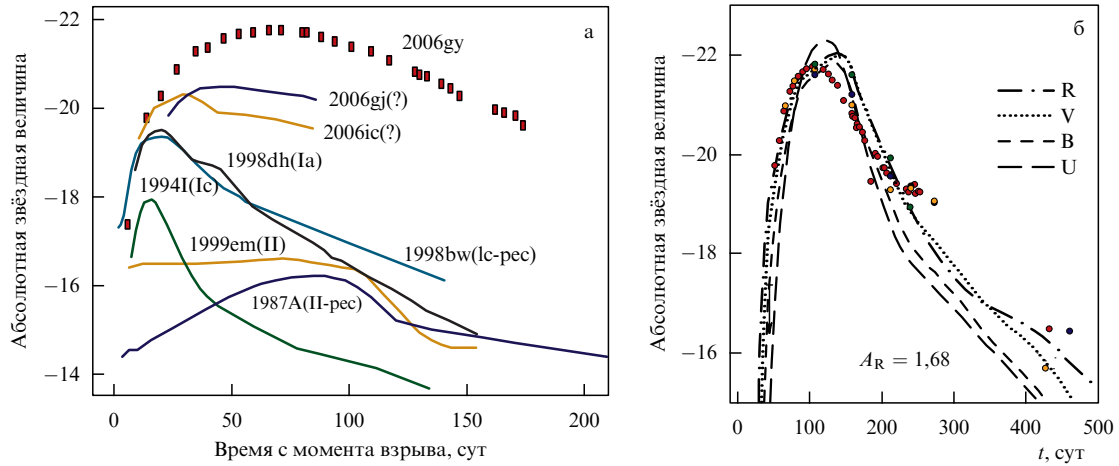 а
−22
−20
−18
−16
−14
Абсолютная звёздная величина
2006gy
2006gj(?)
2006ic(?)
1998dh(Ia)
1994I(Ic)
1999em(II)
1998bw(Ic-pec)
1987A(II-pec)
0 50 100 150 200
Время с момента взрыва, сут
б
−22
−20
−18
−16
Абсолютная звёздная величина
R
V
B
U
A_R = 1,68
0 100 200 300 400 500
t, сут